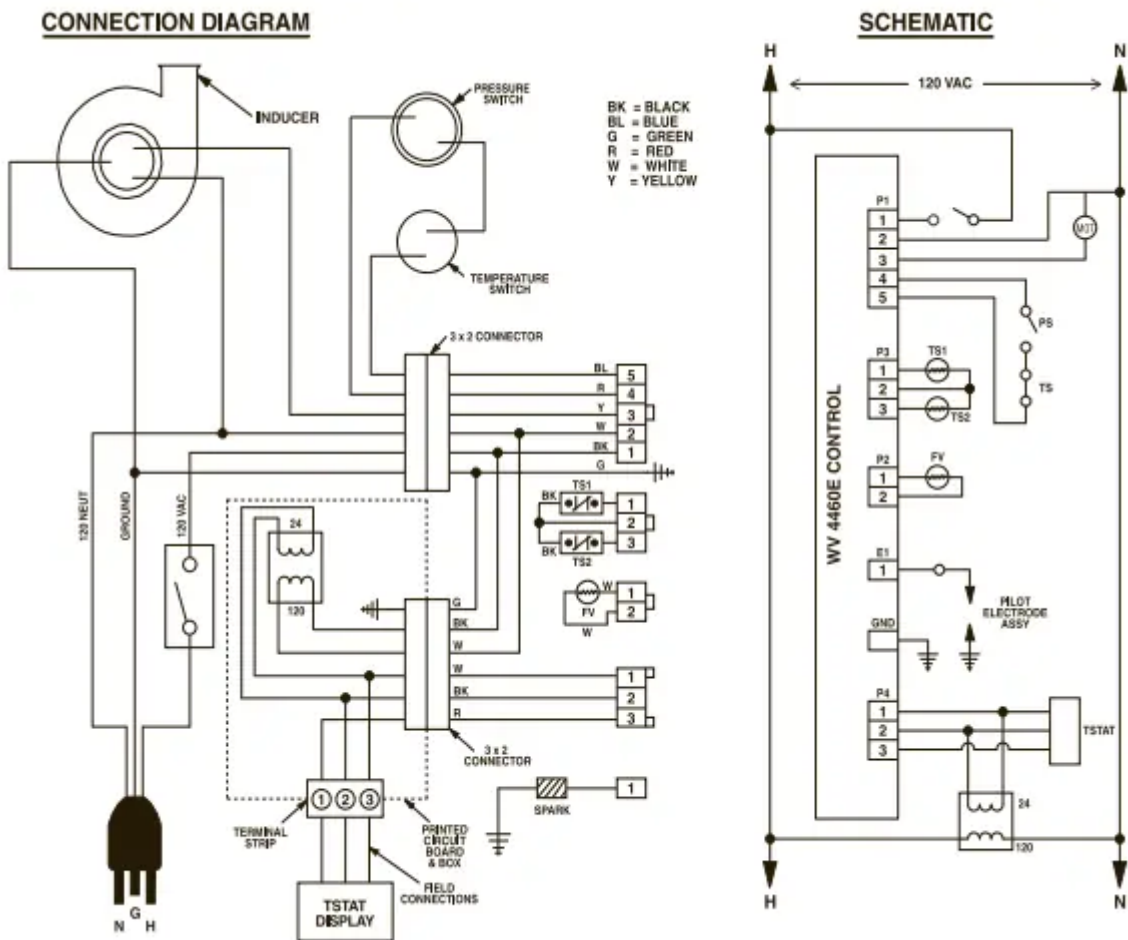 CONNECTION DIAGRAM
INDUCER
PRESSURE
SWITCH
TEMPERATURE
SWITCH
BK = BLACK
BL = BLUE
G = GREEN
R = RED
W = WHITE
Y = YELLOW
3 x 2 CONNECTOR
BL 5
R 4
Y 3
W 2
BK 1
G
120 NEUT
GROUND
120 VAC
24
120
TS1
BK 1
2
BK 3
TS2
W 1
FV 2
W
G
BK
W
W 1
BK 2
R 3
3 x 2
CONNECTOR
1 2 3
TERMINAL
STRIP
PRINTED
CIRCUIT
BOARD
& BOX
SPARK
1
FIELD
CONNECTIONS
TSTAT
DISPLAY
N G H
SCHEMATIC
H N
120 VAC
WV 4460E CONTROL
P1
1
2
3
4
5
MOT
PS
TS
P3
1
2
3
TS1
TS2
P2
1
2
FV
E1
1
PILOT
ELECTRODE
ASSY
GND
P4
1
2
3
TSTAT
24
120
H N